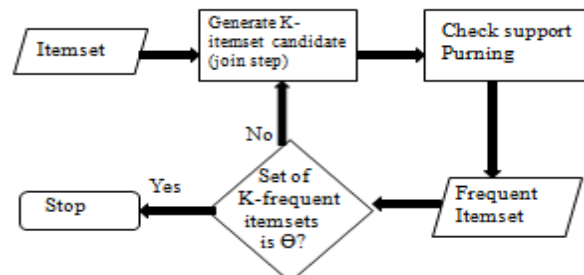 Itemset
Generate K-
itemset candidate
(join step)
Check support
Purning
No
Set of
K-frequent
itemsets
is Ɵ?
Yes
Stop
Frequent
Itemset